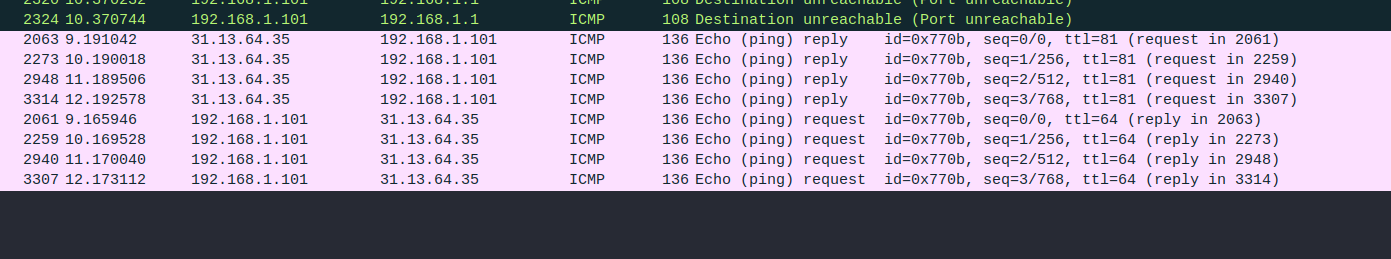 2320 10.370232 192.168.1.101 192.168.1.1 ICMP 108 Destination unreachable (Port unreachable)
2324 10.370744 192.168.1.101 192.168.1.1 ICMP 108 Destination unreachable (Port unreachable)
2063 9.191042 31.13.64.35 192.168.1.101 ICMP 136 Echo (ping) reply id=0x770b, seq=0/0, ttl=81 (request in 2061)
2273 10.190018 31.13.64.35 192.168.1.101 ICMP 136 Echo (ping) reply id=0x770b, seq=1/256, ttl=81 (request in 2259)
2948 11.189506 31.13.64.35 192.168.1.101 ICMP 136 Echo (ping) reply id=0x770b, seq=2/512, ttl=81 (request in 2940)
3314 12.192578 31.13.64.35 192.168.1.101 ICMP 136 Echo (ping) reply id=0x770b, seq=3/768, ttl=81 (request in 3307)
2061 9.165946 192.168.1.101 31.13.64.35 ICMP 136 Echo (ping) request id=0x770b, seq=0/0, ttl=64 (reply in 2063)
2259 10.169528 192.168.1.101 31.13.64.35 ICMP 136 Echo (ping) request id=0x770b, seq=1/256, ttl=64 (reply in 2273)
2940 11.170040 192.168.1.101 31.13.64.35 ICMP 136 Echo (ping) request id=0x770b, seq=2/512, ttl=64 (reply in 2948)
3307 12.173112 192.168.1.101 31.13.64.35 ICMP 136 Echo (ping) request id=0x770b, seq=3/768, ttl=64 (reply in 3314)